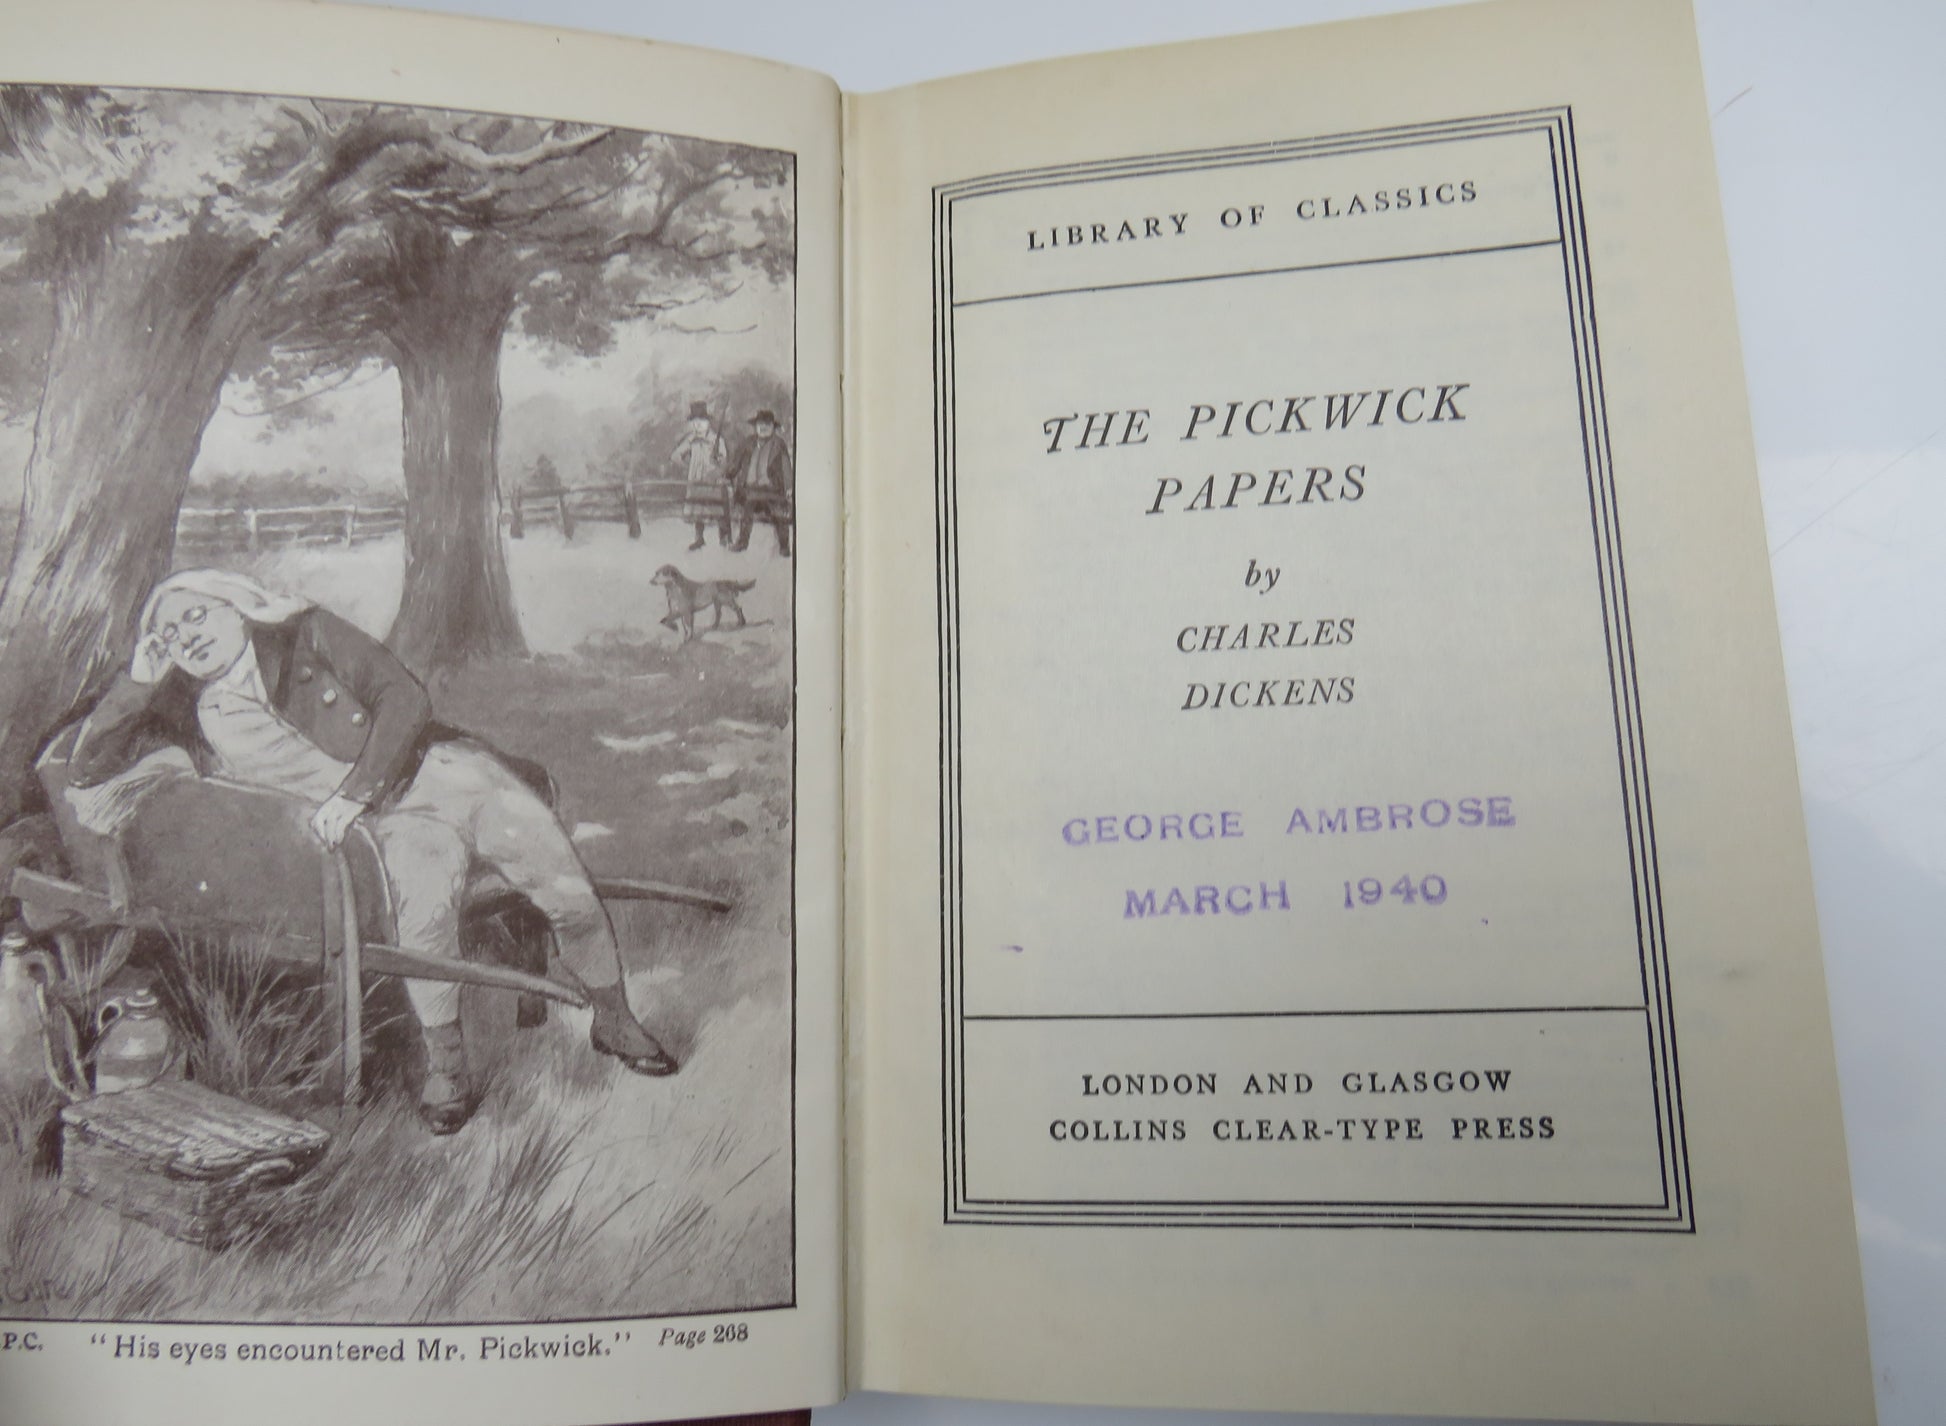 P.C. "His eyes encountered Mr. Pickwick." Page 268
LIBRARY OF CLASSICS
THE PICKWICK
PAPERS
by
CHARLES
DICKENS
GEORGE AMBROSE
MARCH 1940
LONDON AND GLASGOW
COLLINS CLEAR-TYPE PRESS